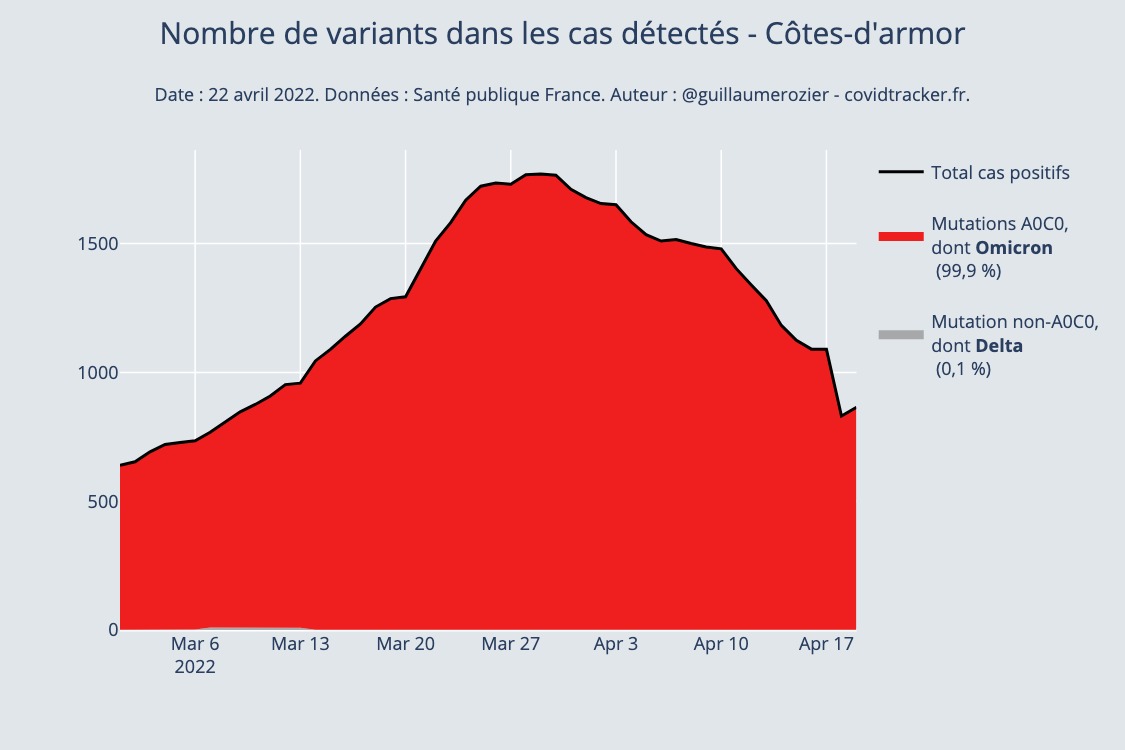 Nombre de variants dans les cas détectés - Côtes-d'armor
Date : 22 avril 2022. Données : Santé publique France. Auteur : @guillaumerozier - covidtracker.fr.
Total cas positifs
Mutations A0C0,
dont Omicron
(99,9 %)
Mutation non-A0C0,
dont Delta
(0,1 %)
1500
1000
500
0
Mar 6 Mar 13 Mar 20 Mar 27 Apr 3 Apr 10 Apr 17
2022